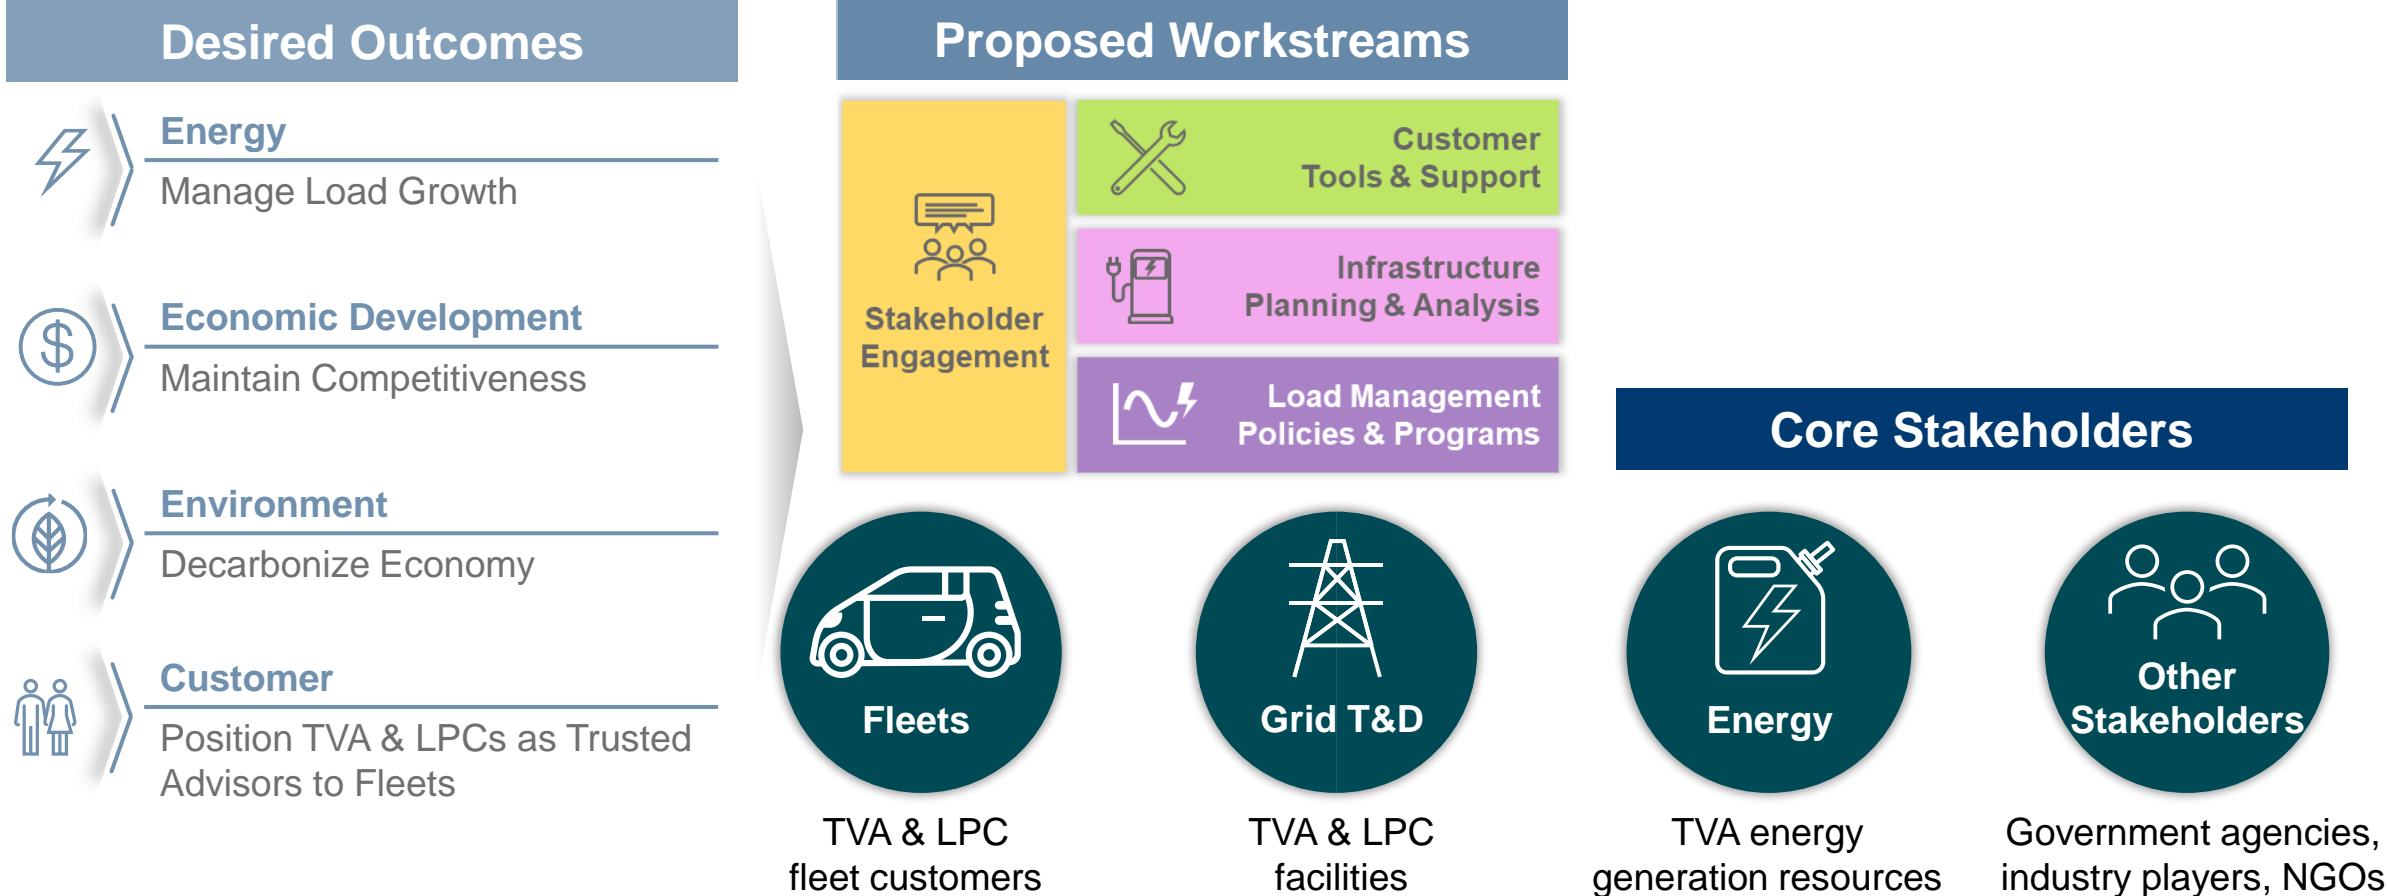 Desired Outcomes
Energy
Manage Load Growth
Economic Development
Maintain Competitiveness
Environment
Decarbonize Economy
Customer
Position TVA & LPCs as Trusted
Advisors to Fleets
Proposed Workstreams
Stakeholder
Engagement
Customer
Tools & Support
Infrastructure
Planning & Analysis
Load Management
Policies & Programs
Core Stakeholders
Fleets
TVA & LPC
fleet customers
Grid T&D
TVA & LPC
facilities
Energy
TVA energy
generation resources
Other
Stakeholders
Government agencies,
industry players, NGOs